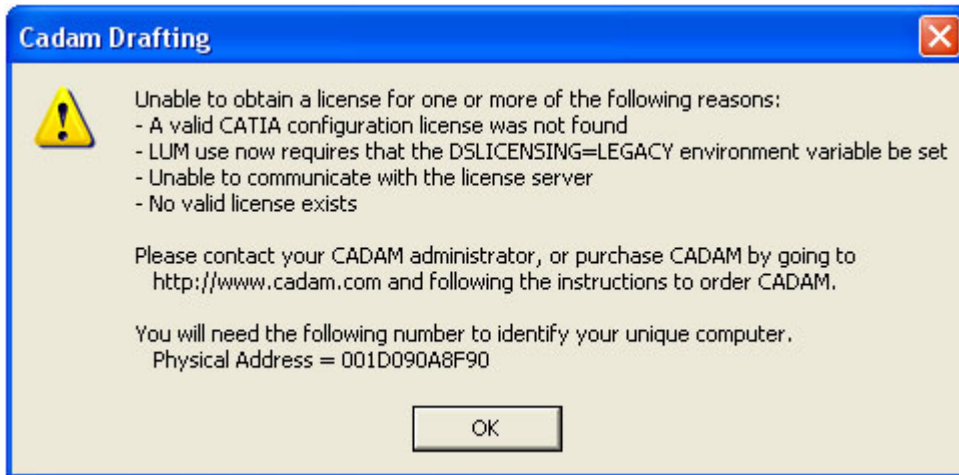 Cadam Drafting
Unable to obtain a license for one or more of the following reasons:
- A valid CATIA configuration license was not found
- LUM use now requires that the DSLICENSING=LEGACY environment variable be set
- Unable to communicate with the license server
- No valid license exists
Please contact your CADAM administrator, or purchase CADAM by going to
http://www.cadam.com and following the instructions to order CADAM.
You will need the following number to identify your unique computer.
Physical Address = 001D090A8F90
OK